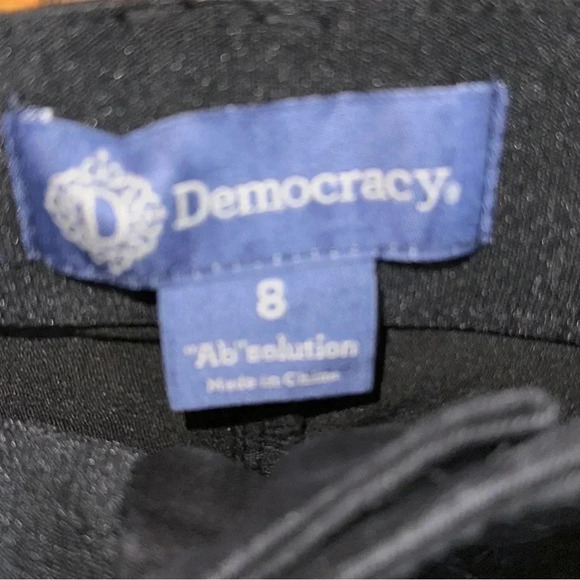 D
Democracy®
8
"Ab"solution
Made in China